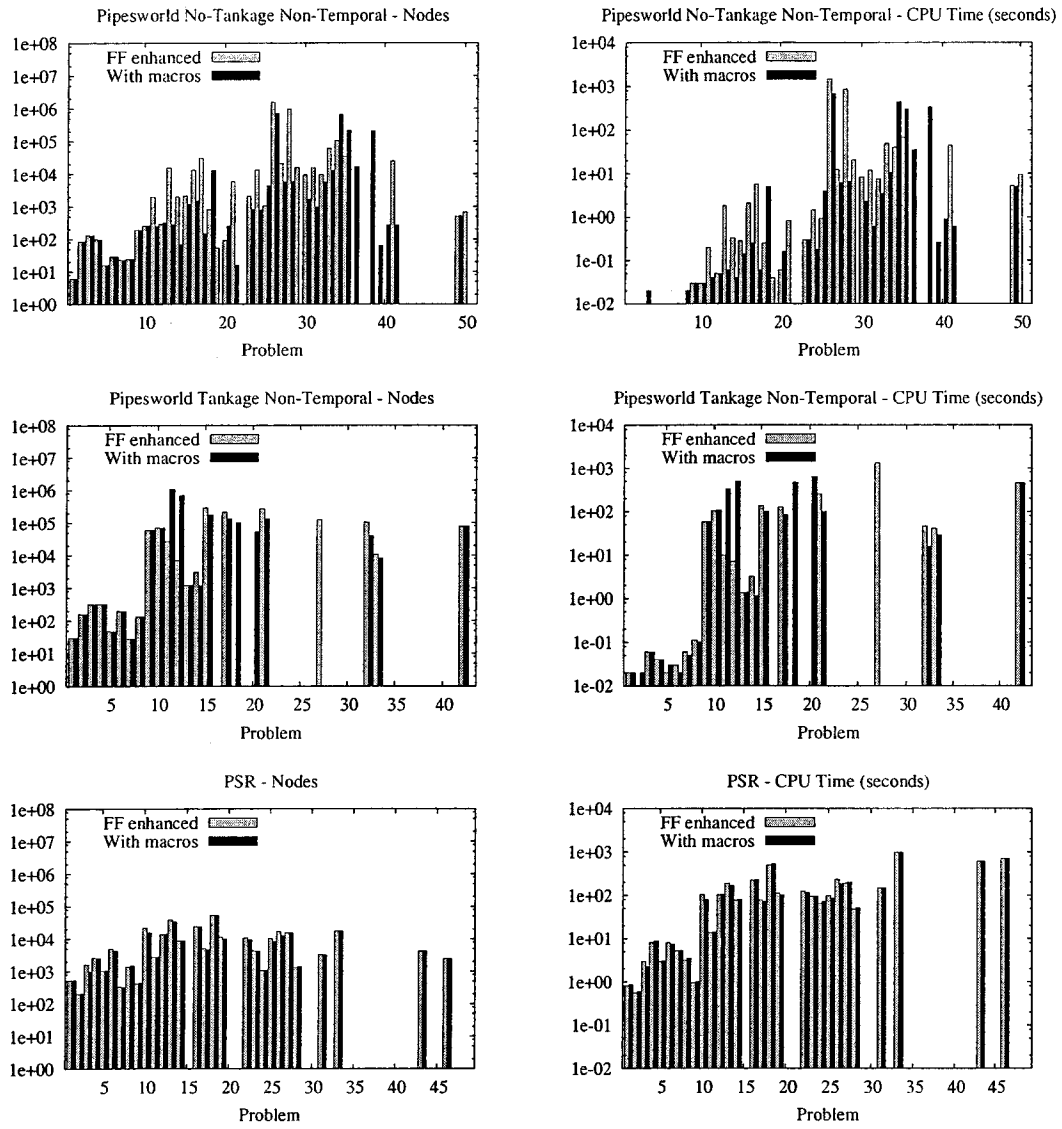 Pipesworld No-Tankage Non-Temporal - Nodes
1e+08
1e+07
1e+06
1e+05
1e+04
1e+03
1e+02
1e+01
1e+00
FF enhanced
With macros
10 20 30 40 50
Problem
Pipesworld No-Tankage Non-Temporal - CPU Time (seconds)
1e+04
1e+03
1e+02
1e+01
1e+00
1e-01
1e-02
FF enhanced
With macros
10 20 30 40 50
Problem
Pipesworld Tankage Non-Temporal - Nodes
1e+08
1e+07
1e+06
1e+05
1e+04
1e+03
1e+02
1e+01
1e+00
FF enhanced
With macros
5 10 15 20 25 30 35 40
Problem
Pipesworld Tankage Non-Temporal - CPU Time (seconds)
1e+04
1e+03
1e+02
1e+01
1e+00
1e-01
1e-02
FF enhanced
With macros
5 10 15 20 25 30 35 40
Problem
PSR - Nodes
1e+08
1e+07
1e+06
1e+05
1e+04
1e+03
1e+02
1e+01
1e+00
FF enhanced
With macros
5 10 15 20 25 30 35 40 45
Problem
PSR - CPU Time (seconds)
1e+04
1e+03
1e+02
1e+01
1e+00
1e-01
1e-02
FF enhanced
With macros
5 10 15 20 25 30 35 40 45
Problem